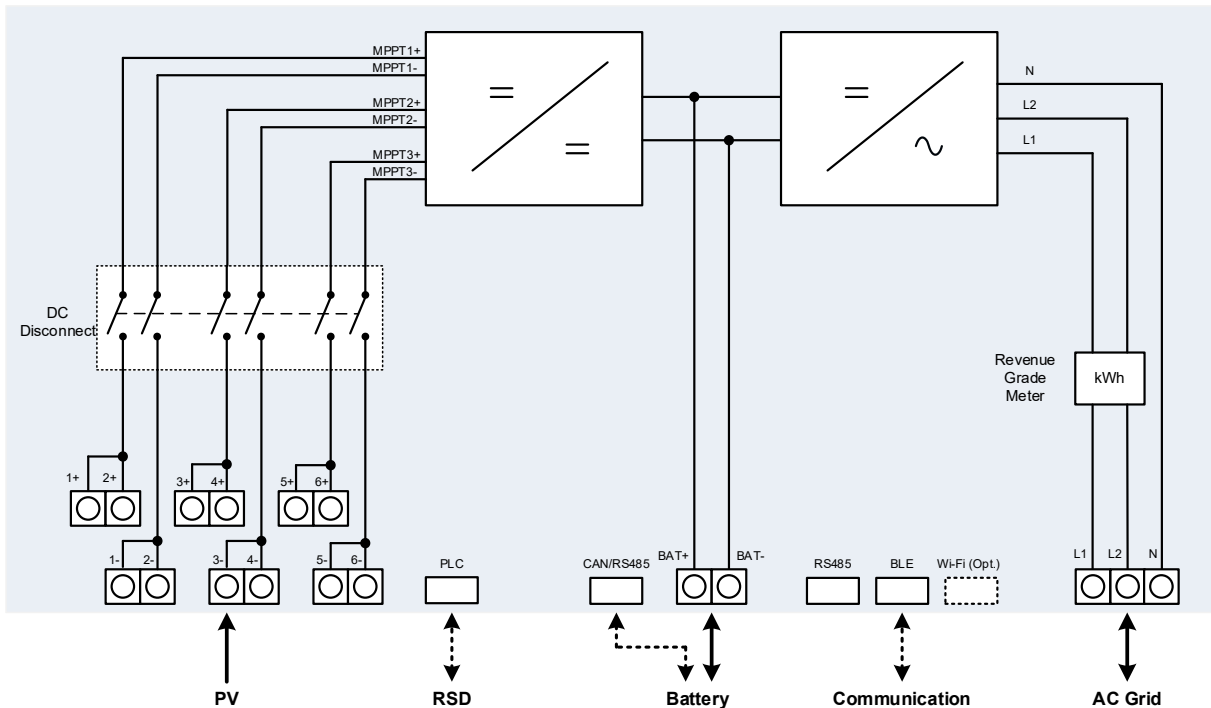 MPPT1+
MPPT1-
MPPT2+
MPPT2-
MPPT3+
MPPT3-
N
L2
L1
DC
Disconnect
Revenue
Grade
Meter
kWh
1+ 2+
3+ 4+
5+ 6+
1- 2-
3- 4-
5- 6-
PLC
CAN/RS485
BAT+
BAT-
RS485
BLE
Wi-Fi (Opt.)
L1 L2 N
PV
RSD
Battery
Communication
AC Grid